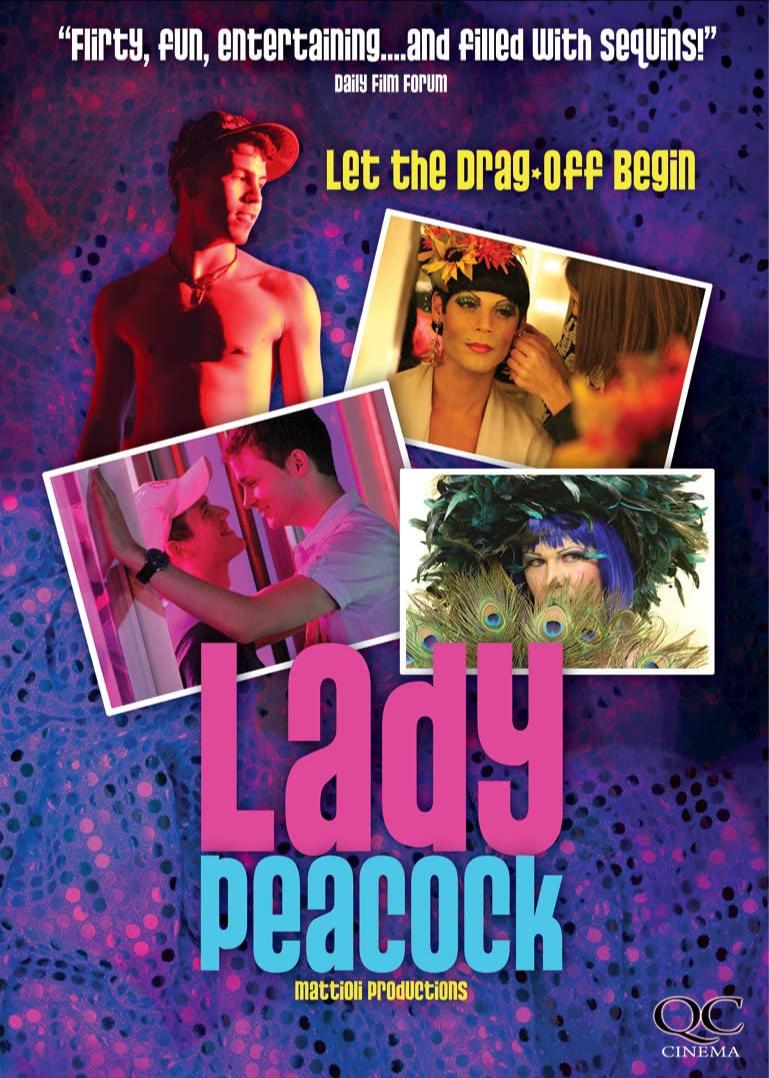 “Flirty, fun, entertaining....and filled with sequins!”
Daily Film Forum
Let the Drag★Off Begin
Lady
Peacock
Mattioli Productions
QC
CINEMA